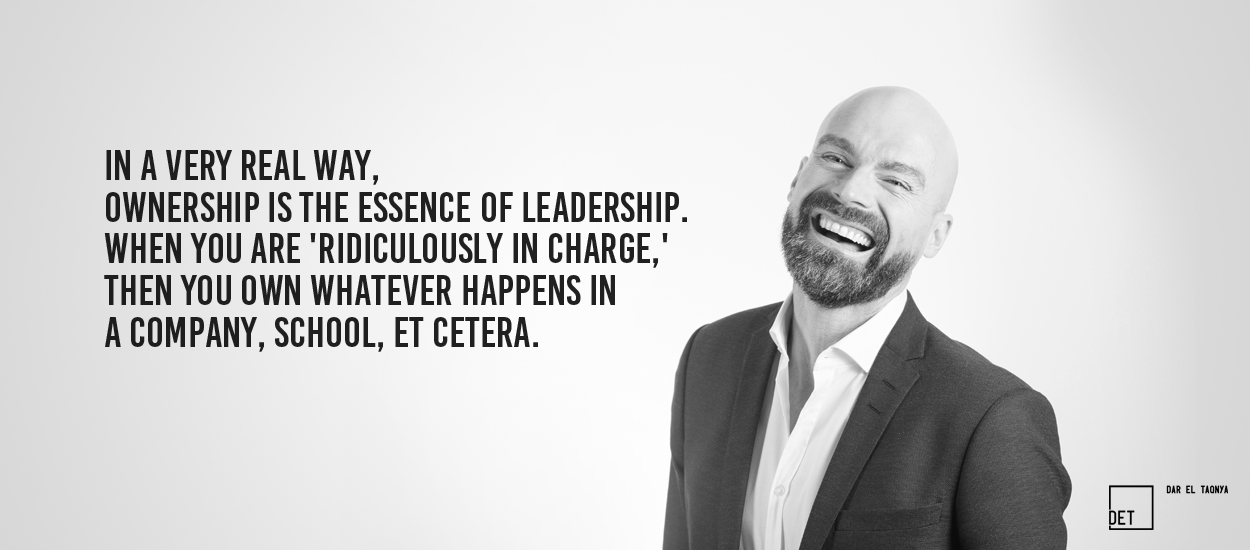 IN A VERY REAL WAY,
OWNERSHIP IS THE ESSENCE OF LEADERSHIP.
WHEN YOU ARE 'RIDICULOUSLY IN CHARGE,'
THEN YOU OWN WHATEVER HAPPENS IN
A COMPANY, SCHOOL, ET CETERA.
DAR EL TAQNYA
DET